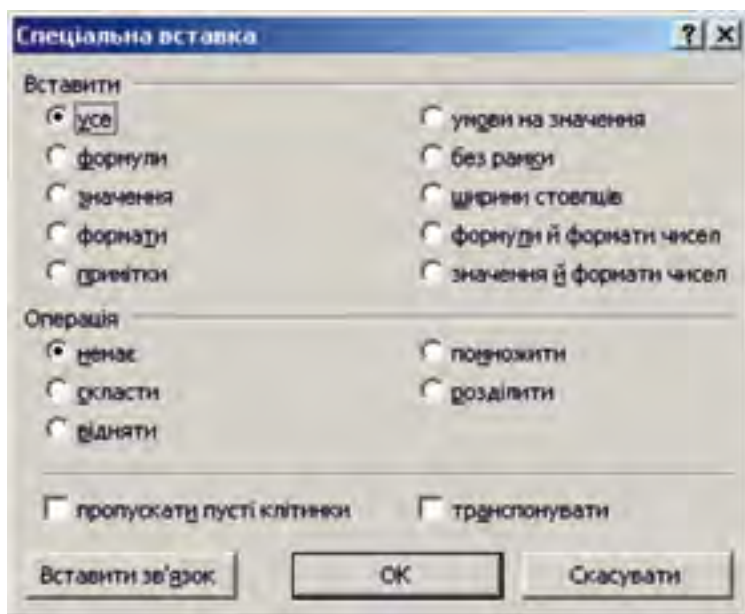 Спеціальна вставка
Вставити
усе
умови на значення
формули
без рамки
значення
ширини стовпців
формати
формули й формати чисел
примітки
значення й формати чисел
Операція
немає
помножити
скласти
розділити
відняти
пропускати пусті клітинки
транспонувати
Вставити зв'язок
ОК
Скасувати